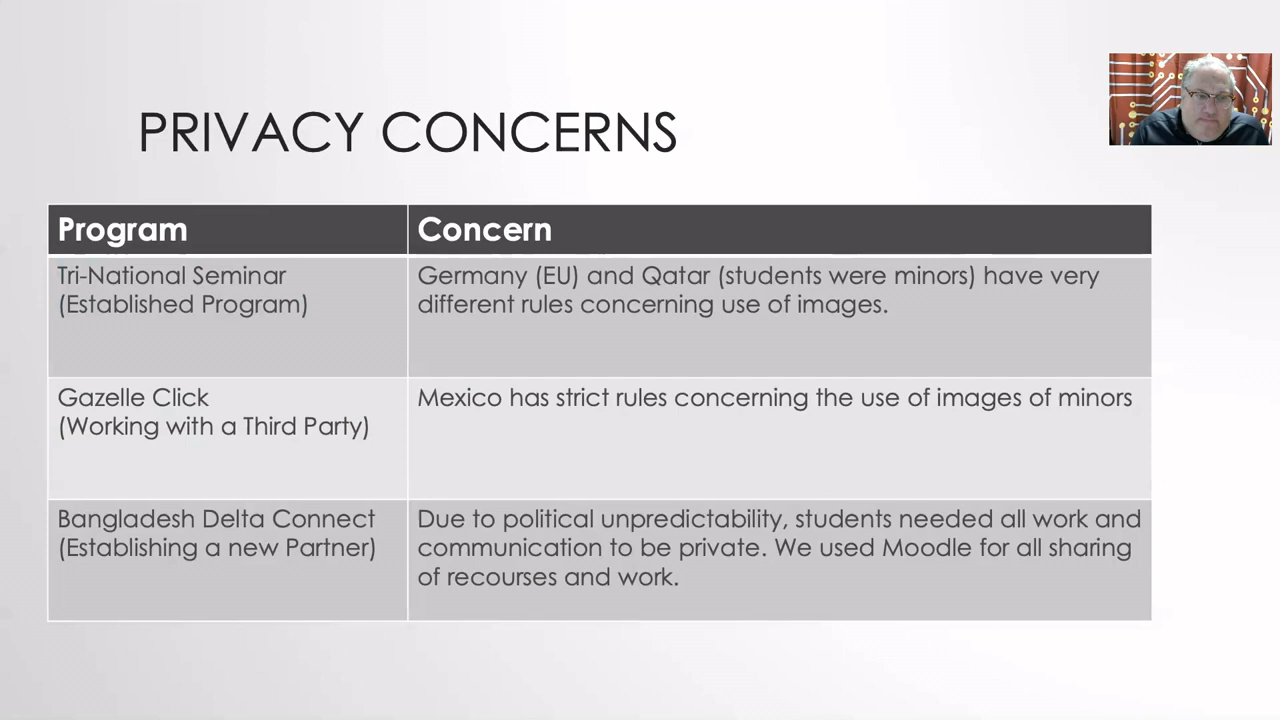 PRIVACY CONCERNS
Program
Concern
Tri-National Seminar
(Established Program)
Germany (EU) and Qatar (students were minors) have very
different rules concerning use of images.
Gazelle Click
(Working with a Third Party)
Mexico has strict rules concerning the use of images of minors
Bangladesh Delta Connect
(Establishing a new Partner)
Due to political unpredictability, students needed all work and
communication to be private. We used Moodle for all sharing
of recourses and work.